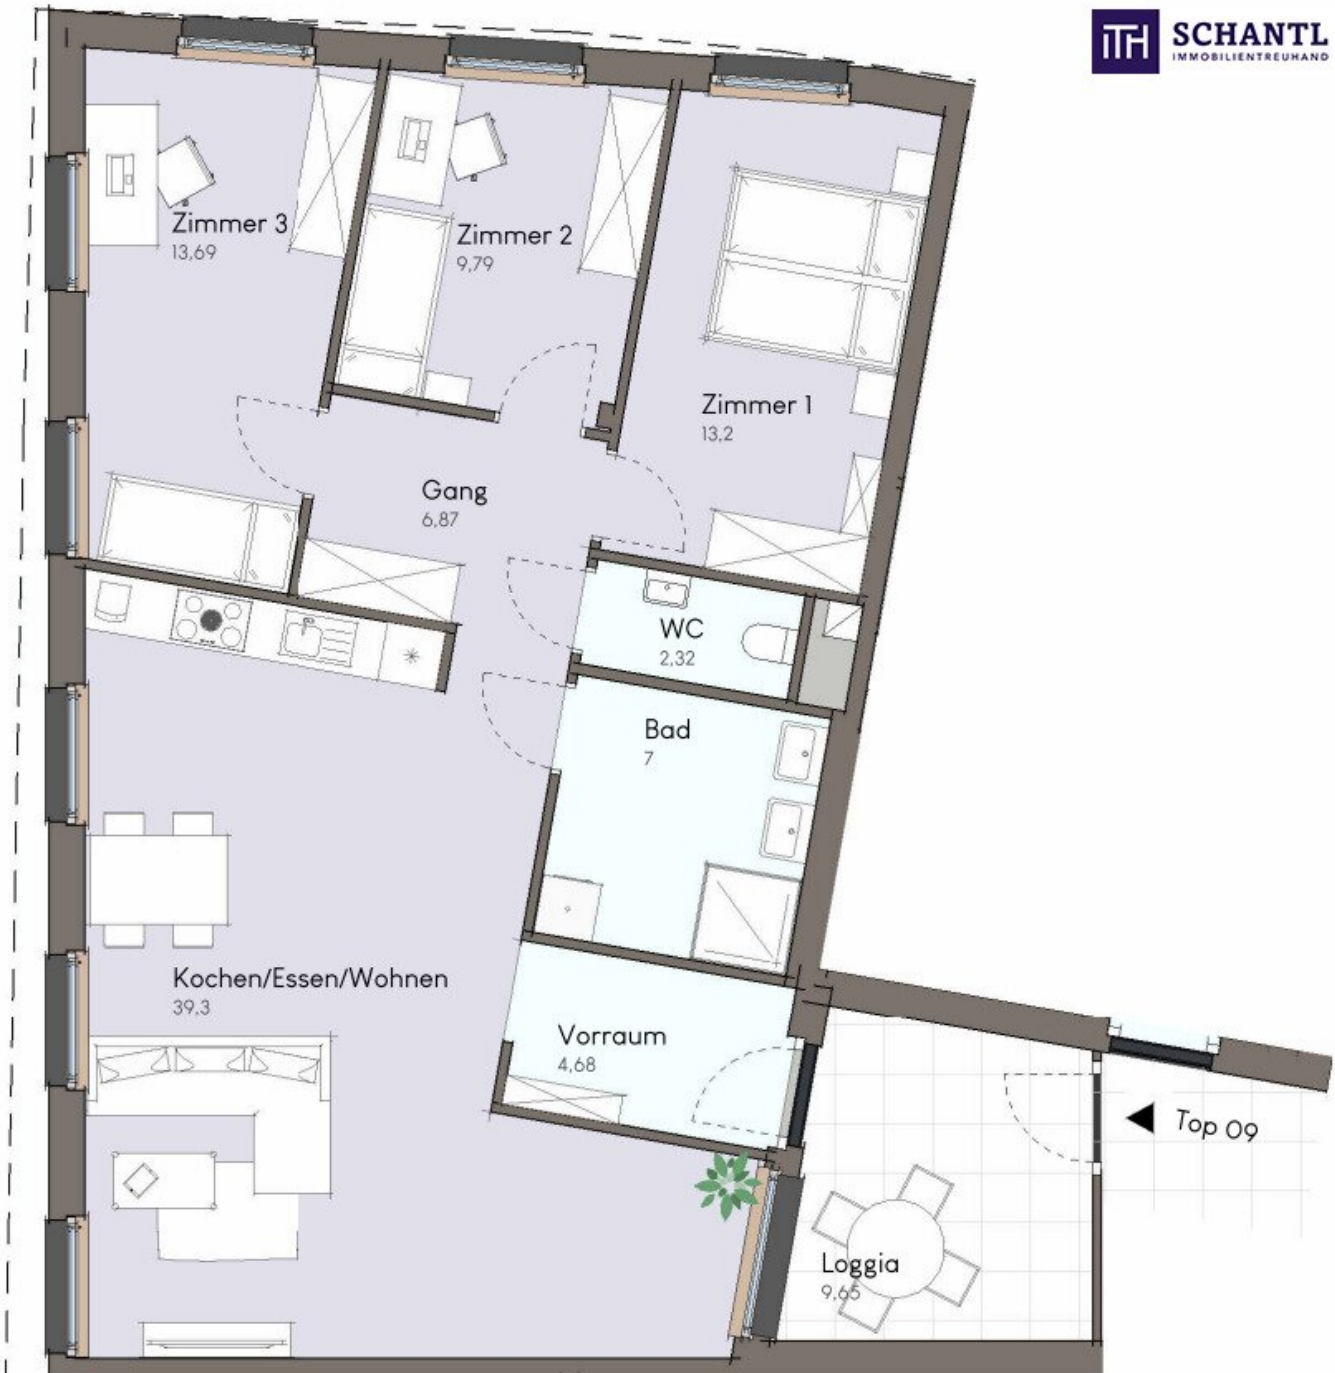 ITH SCHANTL
IMMOBILIENTREUHAND
Zimmer 3
13,69
Zimmer 2
9,79
Zimmer 1
13,2
Gang
6,87
WC
2,32
Bad
7
Kochen/Essen/Wohnen
39,3
Vorraum
4,68
Top 09
Loggia
9,65